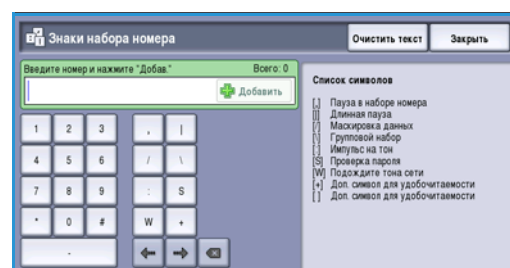 Знаки набора номера
Очистить текст
Закрыть
Введите номер и нажмите "Добав."
Всего: 0
Добавить
1 2 3 , |
4 5 6 / \
7 8 9 : S
* 0 # W +
-
Список символов
[,] Пауза в наборе номера
[|] Длинная пауза
[/] Маскировка данных
[\] Групповой набор
[:] Импульс на тон
[S] Проверка пароля
[W] Подождите тона сети
[+] Доп. символ для удобочитаемости
[ ] Доп. символ для удобочитаемости